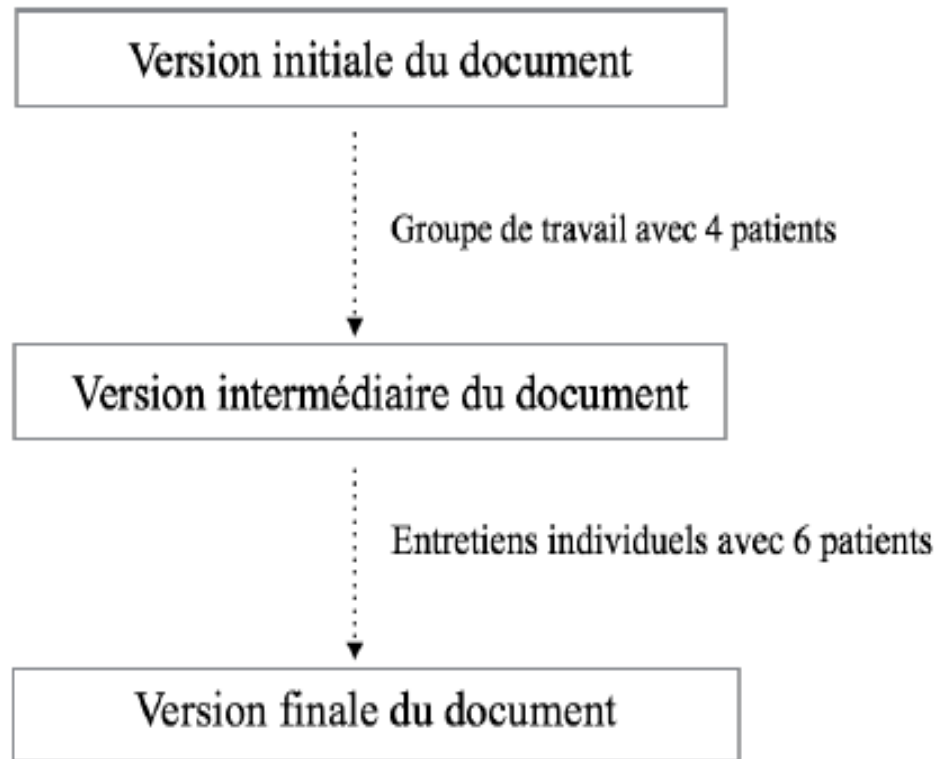 Version initiale du document
Groupe de travail avec 4 patients
Version intermédiaire du document
Entretiens individuels avec 6 patients
Version finale du document